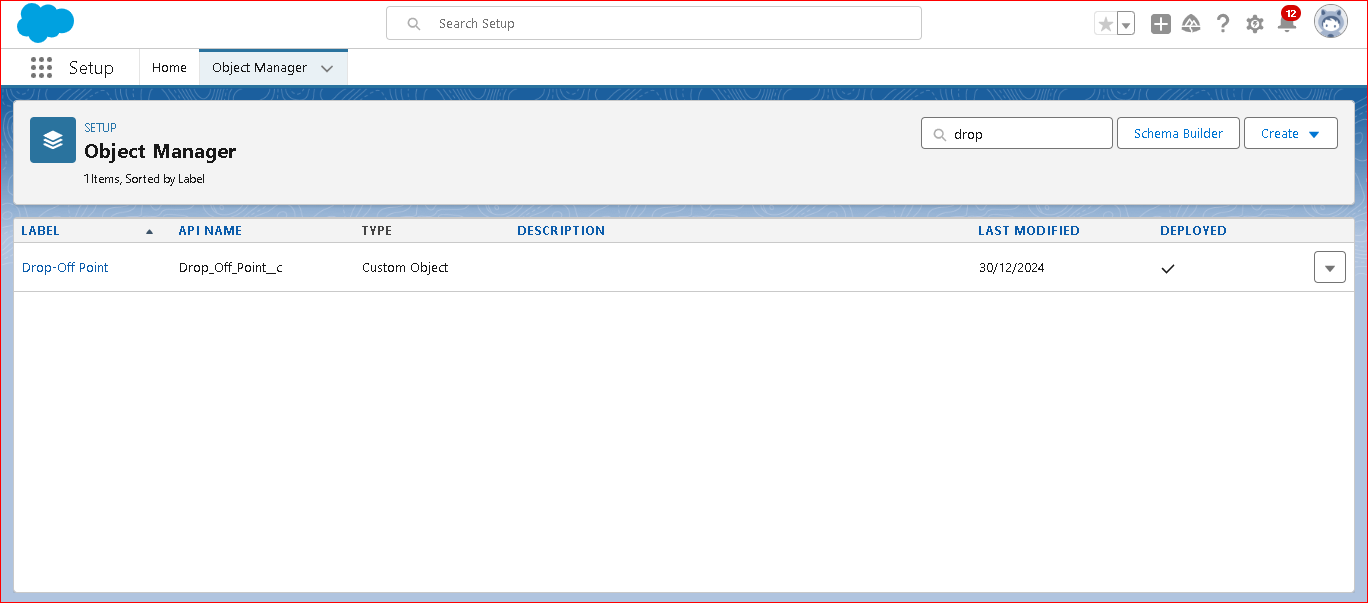 Search Setup
12
Setup
Home
Object Manager
SETUP
Object Manager
1 Items, Sorted by Label
drop
Schema Builder
Create
LABEL API NAME TYPE DESCRIPTION LAST MODIFIED DEPLOYED
Drop-Off Point Drop_Off_Point__c Custom Object 30/12/2024